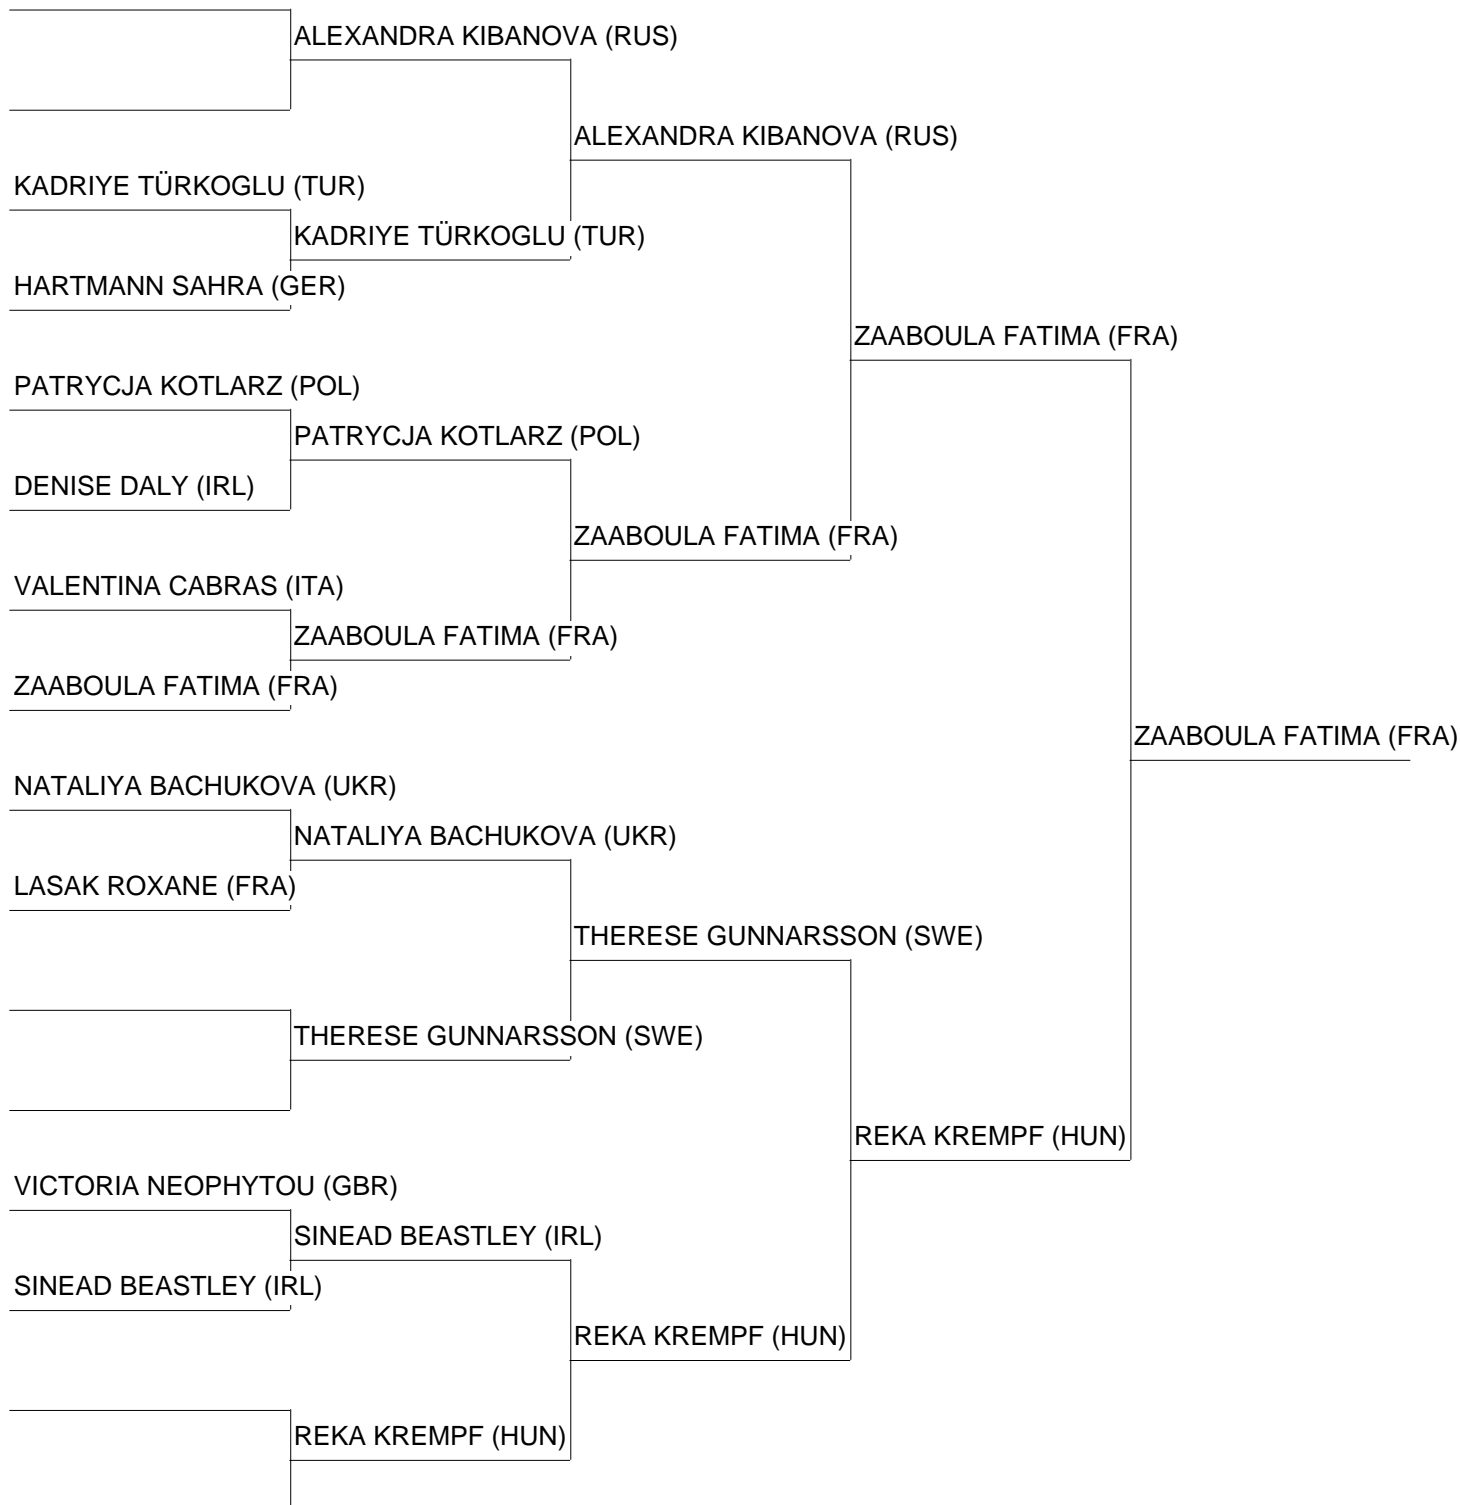 ALEXANDRA KIBANOVA (RUS)
ALEXANDRA KIBANOVA (RUS)
KADRIYE TÜRKOGLU (TUR)
KADRIYE TÜRKOGLU (TUR)
HARTMANN SAHRA (GER)
ZAABOULA FATIMA (FRA)
PATRYCJA KOTLARZ (POL)
PATRYCJA KOTLARZ (POL)
DENISE DALY (IRL)
ZAABOULA FATIMA (FRA)
VALENTINA CABRAS (ITA)
ZAABOULA FATIMA (FRA)
ZAABOULA FATIMA (FRA)
ZAABOULA FATIMA (FRA)
NATALIYA BACHUKOVA (UKR)
NATALIYA BACHUKOVA (UKR)
LASAK ROXANE (FRA)
THERESE GUNNARSSON (SWE)
THERESE GUNNARSSON (SWE)
REKA KREMPF (HUN)
VICTORIA NEOPHYTOU (GBR)
SINEAD BEASTLEY (IRL)
SINEAD BEASTLEY (IRL)
REKA KREMPF (HUN)
REKA KREMPF (HUN)